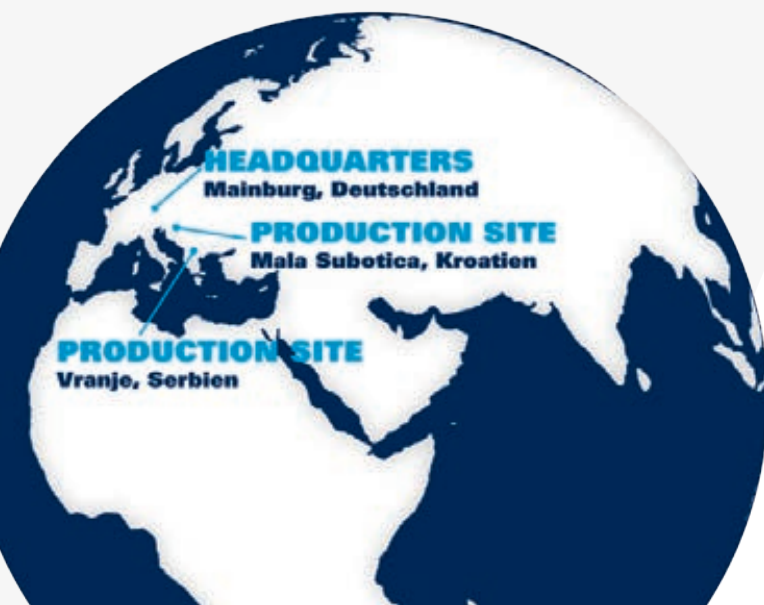 HEADQUARTERS
Mainburg, Deutschland
PRODUCTION SITE
Mala Subotica, Kroatien
PRODUCTION SITE
Vranje, Serbien